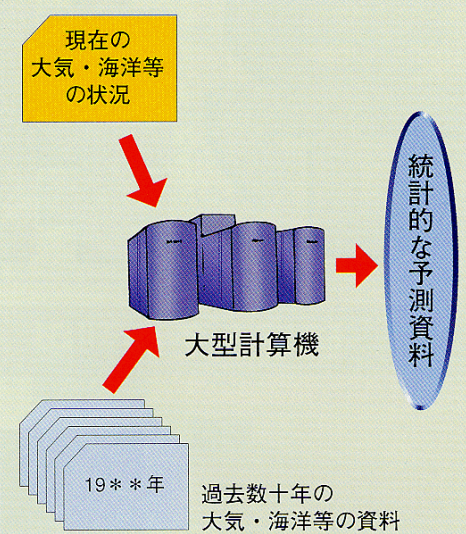 現在の
大気・海洋等
の状況
大型計算機
統計的な予測資料
19＊＊年
過去数十年の
大気・海洋等の資料